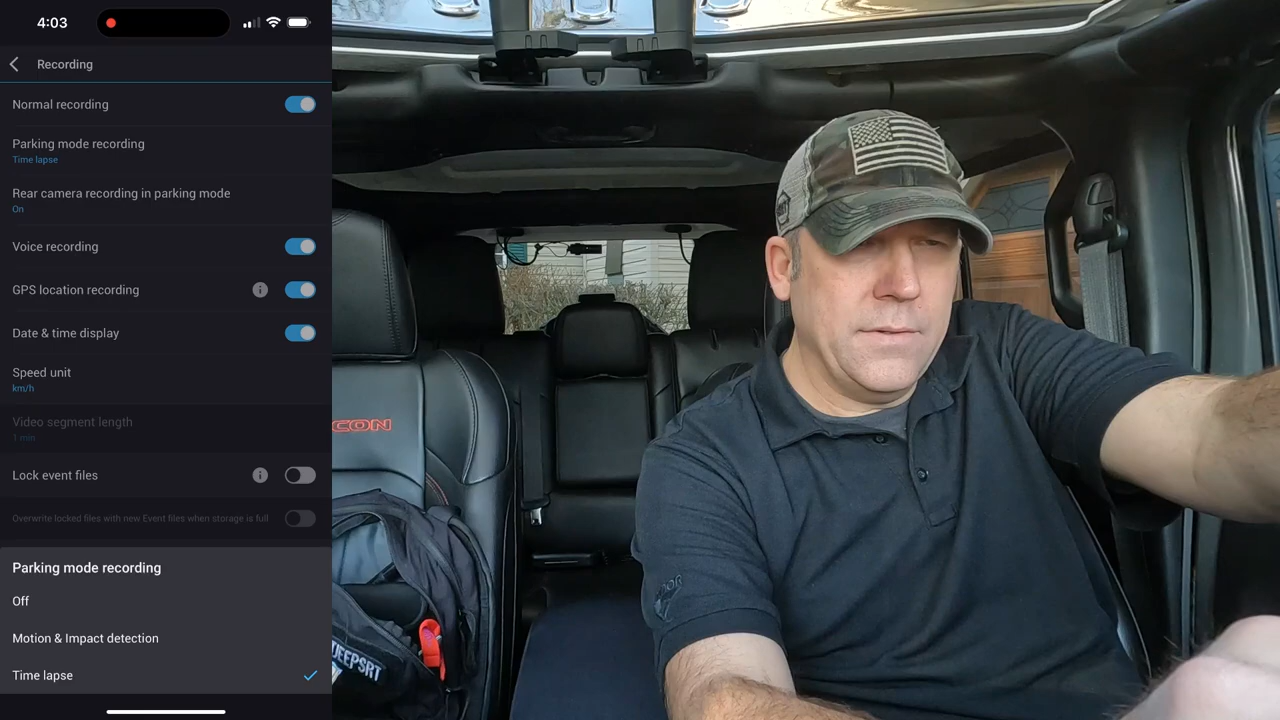 4:03
Recording
Normal recording
Parking mode recording
Time lapse
Rear camera recording in parking mode
On
Voice recording
GPS location recording
Date & time display
Speed unit
km/h
Video segment length
1 min
Lock event files
Overwrite locked files with new Event files when storage is full
Parking mode recording
Off
Motion & Impact detection
Time lapse
CON
JEEPSRT